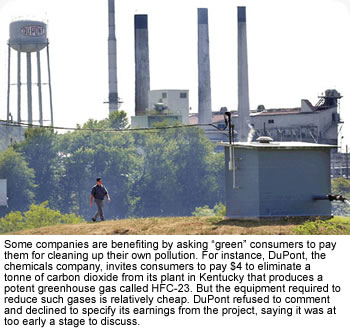 DUPONT
Some companies are benefiting by asking "green" consumers to pay
them for cleaning up their own pollution. For instance, DuPont, the
chemicals company, invites consumers to pay $4 to eliminate a
tonne of carbon dioxide from its plant in Kentucky that produces a
potent greenhouse gas called HFC-23. But the equipment required to
reduce such gases is relatively cheap. DuPont refused to comment
and declined to specify its earnings from the project, saying it was at
too early a stage to discuss.